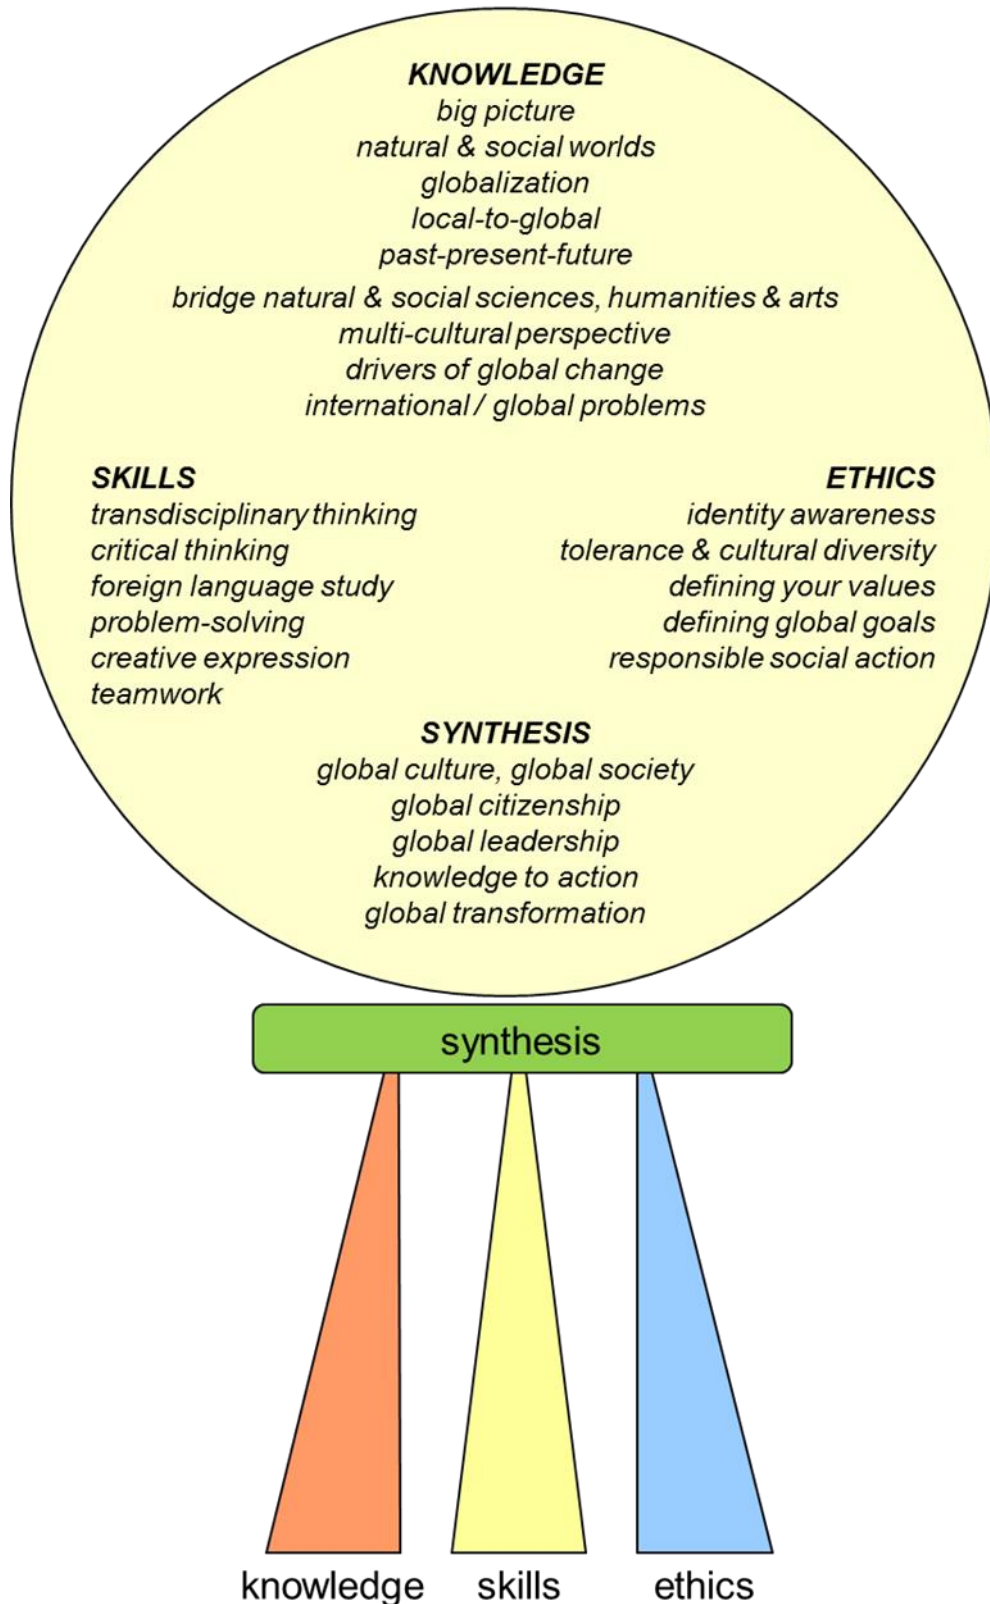 KNOWLEDGE
big picture
natural & social worlds
globalization
local-to-global
past-present-future
bridge natural & social sciences, humanities & arts
multi-cultural perspective
drivers of global change
international / global problems
SKILLS
transdisciplinary thinking
critical thinking
foreign language study
problem-solving
creative expression
teamwork
ETHICS
identity awareness
tolerance & cultural diversity
defining your values
defining global goals
responsible social action
SYNTHESIS
global culture, global society
global citizenship
global leadership
knowledge to action
global transformation
synthesis
knowledge
skills
ethics